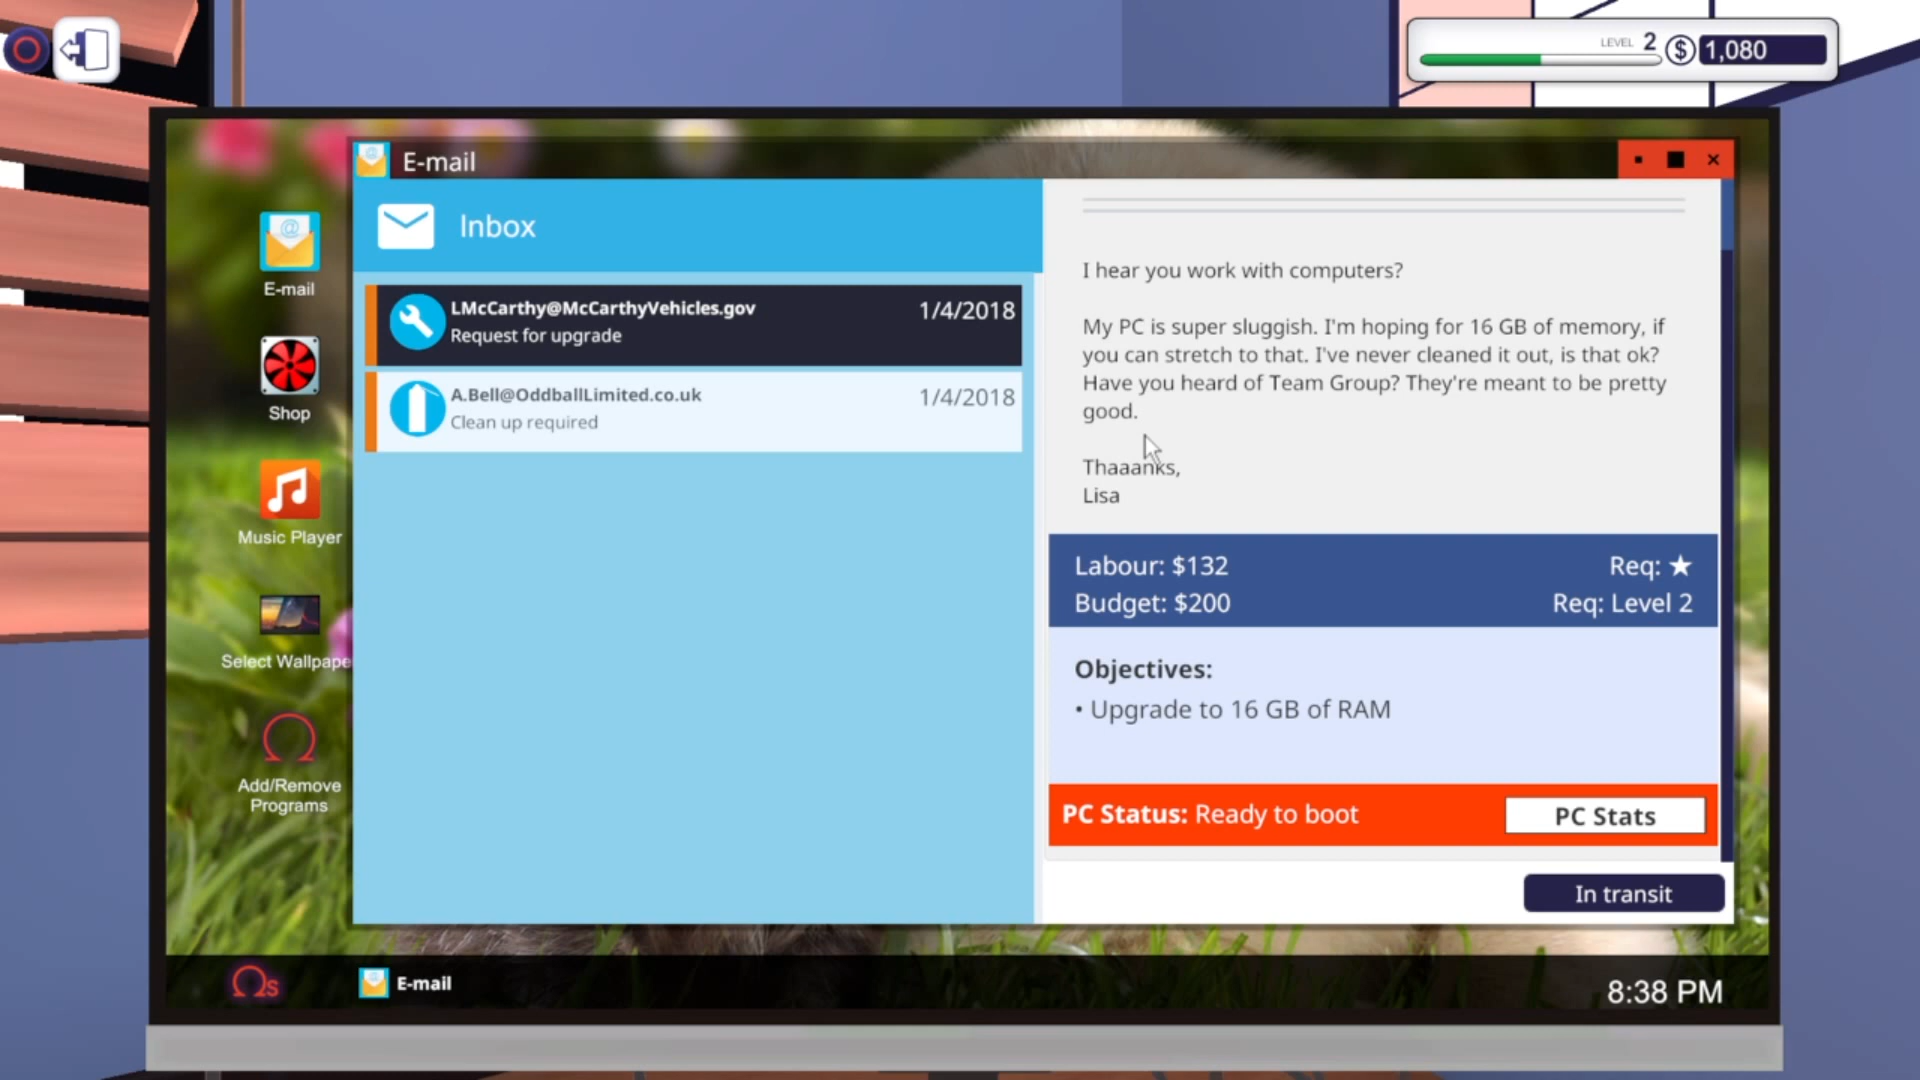 LEVEL 2 $ 1,080
E-mail
Inbox
E-mail
Shop
Music Player
Select Wallpape
Add/Remove
Programs
LMcCarthy@McCarthyVehicles.gov
1/4/2018
Request for upgrade
A.Bell@OddballLimited.co.uk
1/4/2018
Clean up required
I hear you work with computers?
My PC is super sluggish. I'm hoping for 16 GB of memory, if
you can stretch to that. I've never cleaned it out, is that ok?
Have you heard of Team Group? They're meant to be pretty
good.
Thaaanks,
Lisa
Labour: $132
Req: ★
Budget: $200
Req: Level 2
Objectives:
• Upgrade to 16 GB of RAM
PC Status: Ready to boot
PC Stats
In transit
Ωs
E-mail
8:38 PM